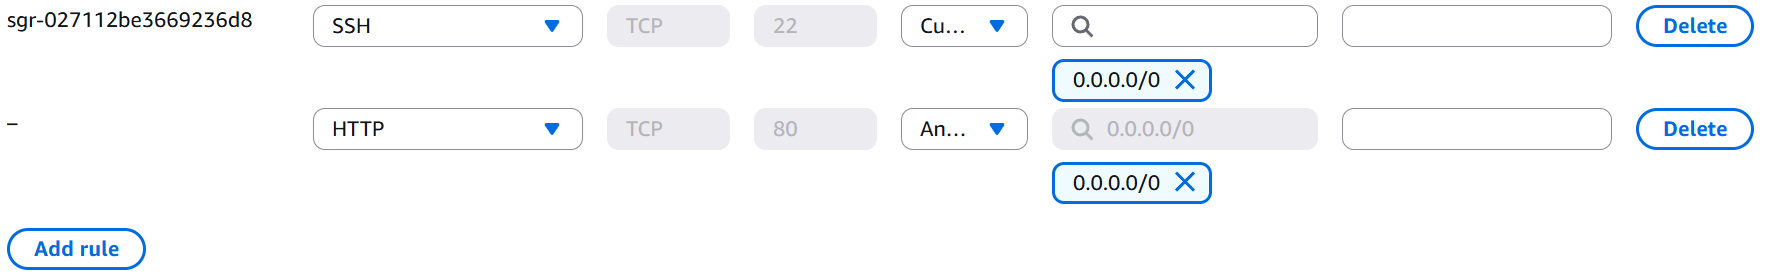 sgr-027112be3669236d8 SSH TCP 22 Cu... Delete
0.0.0.0/0
– HTTP TCP 80 An... 0.0.0.0/0 Delete
0.0.0.0/0
Add rule